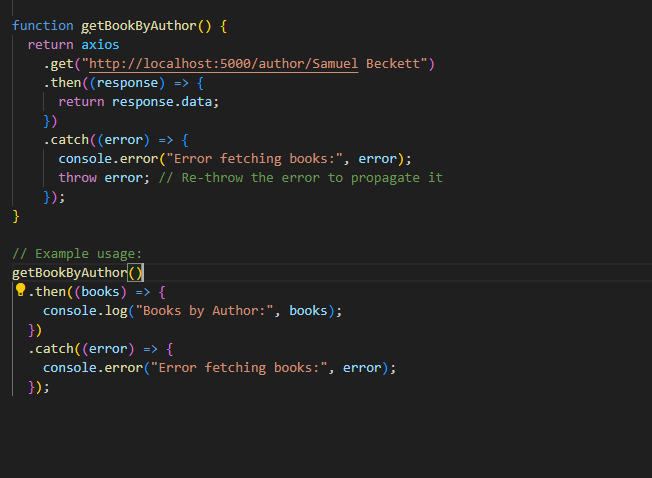 function getBookByAuthor() {
  return axios
    .get("http://localhost:5000/author/Samuel Beckett")
    .then((response) => {
      return response.data;
    })
    .catch((error) => {
      console.error("Error fetching books:", error);
      throw error; // Re-throw the error to propagate it
    });
}

// Example usage:
getBookByAuthor()
  .then((books) => {
    console.log("Books by Author:", books);
  })
  .catch((error) => {
    console.error("Error fetching books:", error);
  });